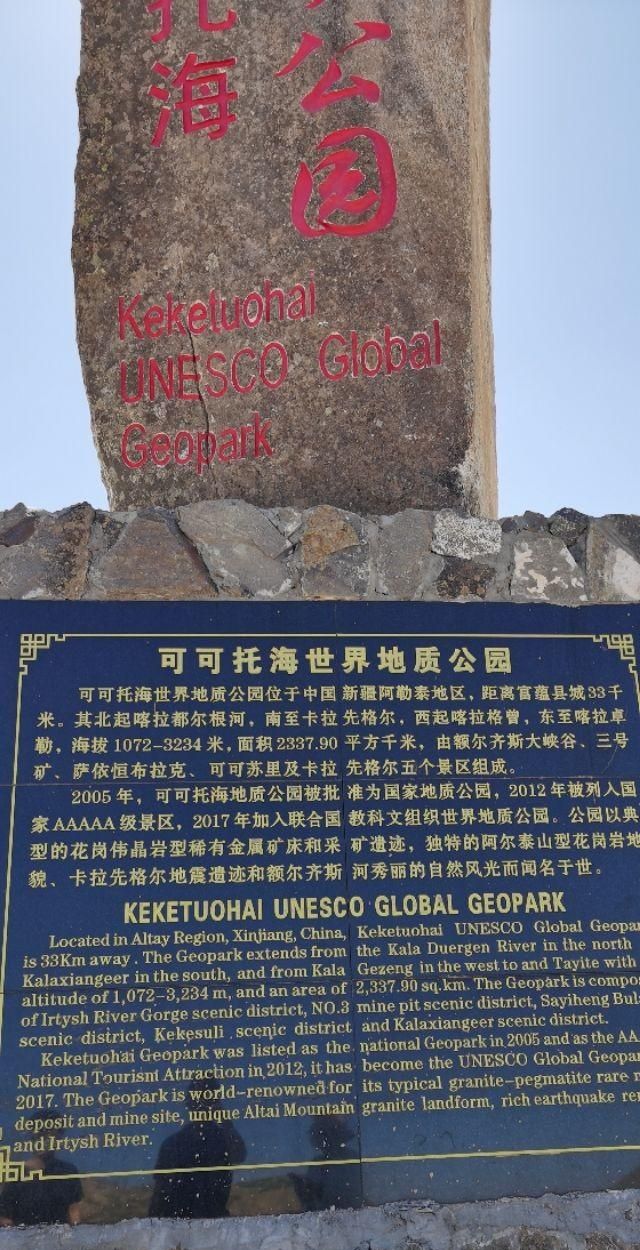 公园
托海
Keketuohai
UNESCO Global
Geopark
可可托海世界地质公园
可可托海世界地质公园位于中国新疆阿勒泰地区，距离富蕴县城33千
米。其北起喀拉都尔根河，南至卡拉先格尔，西起喀拉格曾，东至喀拉卓
勒，海拔1072-3234米，面积2337.90平方千米，由额尔齐斯大峡谷、三号
矿、萨依恒布拉克、可可苏里及卡拉先格尔五个景区组成。
2005年，可可托海地质公园被批准为国家地质公园，2012年被列入国
家AAAAA级景区，2017年加入联合国教科文组织世界地质公园。公园以典
型的花岗伟晶岩型稀有金属矿床和采矿遗迹，独特的阿尔泰山型花岗岩地
貌、卡拉先格尔地震遗迹和额尔齐斯河秀丽的自然风光而闻名于世。
KEKETUOHAI UNESCO GLOBAL GEOPARK
Located in Altay Region, Xinjiang, China, Keketuohai UNESCO Global
is 33Km away . The Geopark extends from the Kala Duergen River in the north
Kalaxiangeer in the south, and from Kala Gezeng in the west to and Tayite with
altitude of 1,072-3,234 m, and an area of 2,337.90 sq.km. The Geopark is
of Irtysh River Gorge scenic district, NO.3 mine pit scenic district, Sayiheng
scenic district, Kekesuli scenic district and Kalaxiangeer scenic district.
Keketuohai Geopark was listed as the national Geopark in 2005 and as the
National Tourism Attraction in 2012, it has become the UNESCO Global
2017. The Geopark is world-renowned for its typical granite-pegmatite rare
deposit and mine site, unique Altai Mountain granite landform, rich earthquake
and Irtysh River.